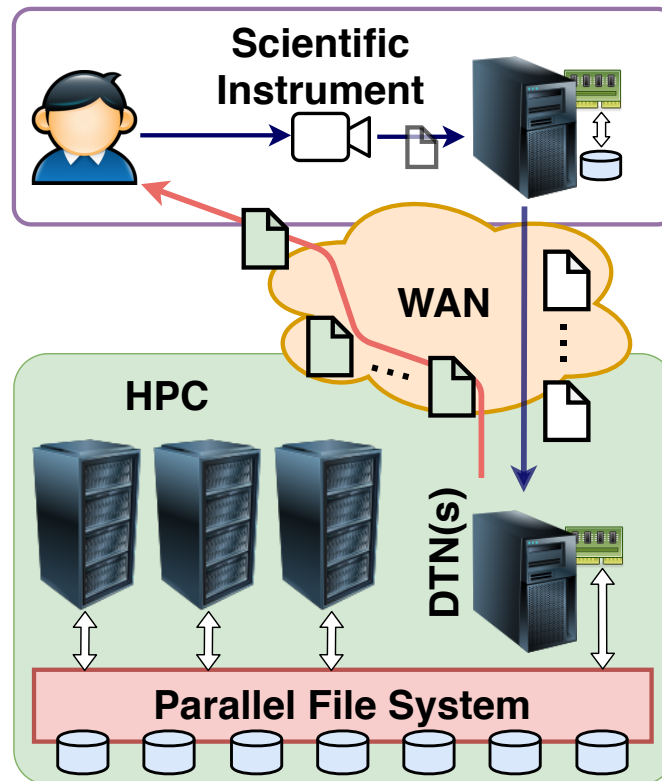 Scientific
Instrument
WAN
HPC
DTN(s)
Parallel File System